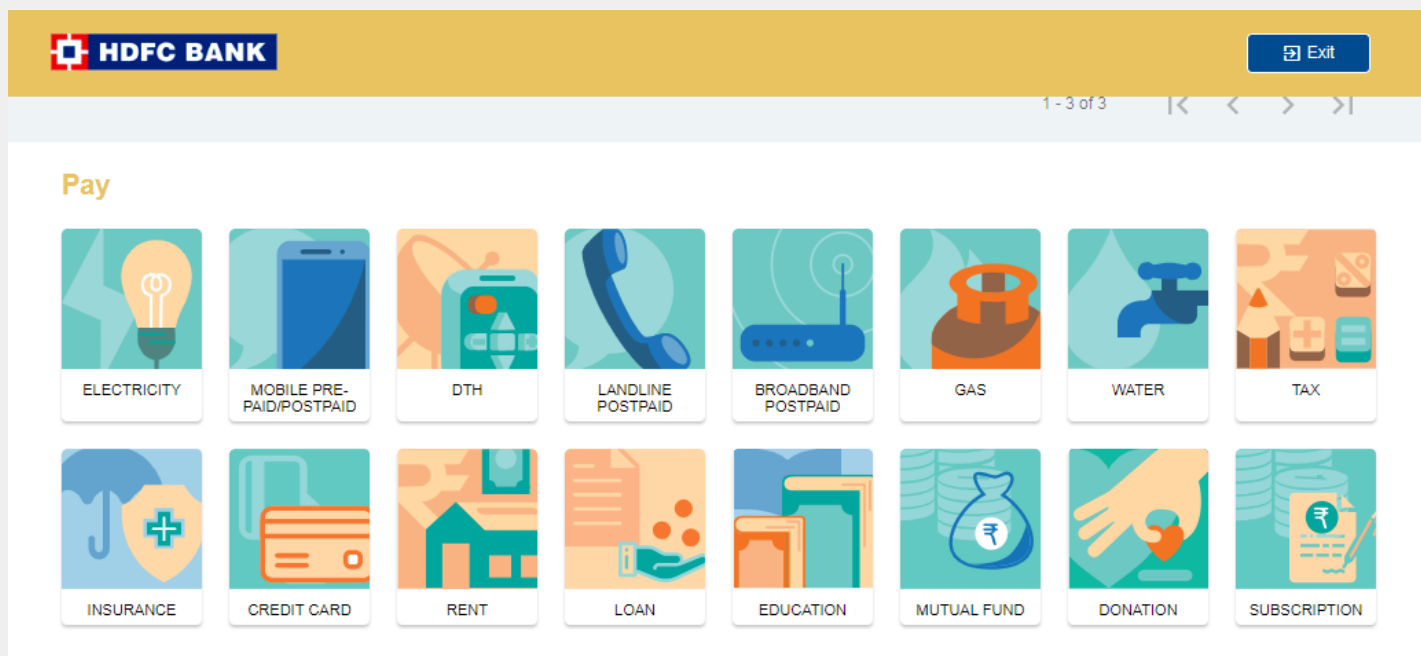 HDFC BANK
Exit
1 - 3 of 3
Pay
ELECTRICITY
MOBILE PRE-
PAID/POSTPAID
DTH
LANDLINE
POSTPAID
BROADBAND
POSTPAID
GAS
WATER
TAX
INSURANCE
CREDIT CARD
RENT
LOAN
EDUCATION
MUTUAL FUND
DONATION
SUBSCRIPTION